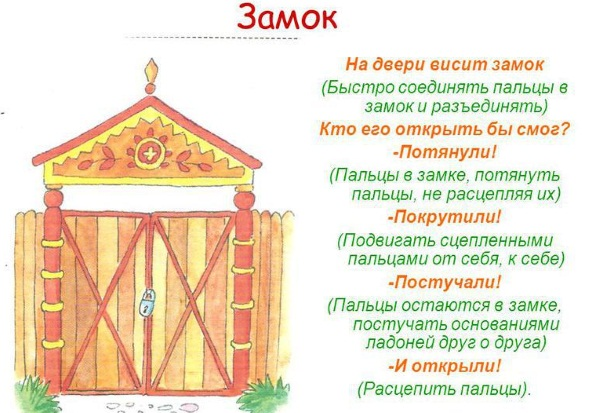 Замок
На двери висит замок
(Быстро соединять пальцы в
замок и разъединять)
Кто его открыть бы смог?
-Потянули!
(Пальцы в замке, потянуть
пальцы, не расцепляя их)
-Покрутили!
(Подвигать сцепленными
пальцами от себя, к себе)
-Постучали!
(Пальцы остаются в замке,
постучать основаниями
ладоней друг о друга)
-И открыли!
(Расцепить пальцы).